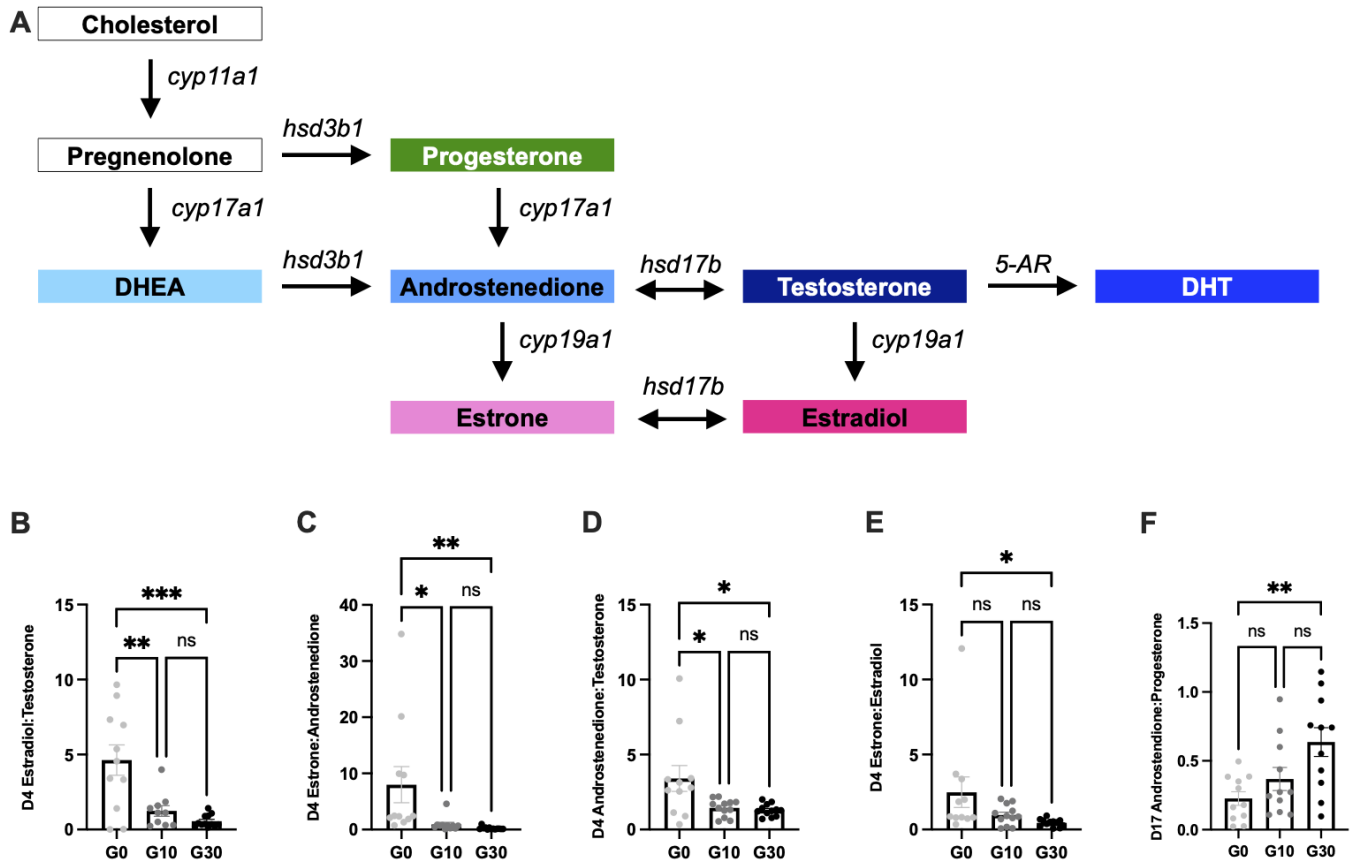 A
Cholesterol
cyp11a1
Pregnenolone
hsd3b1
Progesterone
cyp17a1
cyp17a1
DHEA
hsd3b1
Androstenedione
hsd17b
Testosterone
5-AR
DHT
cyp19a1
cyp19a1
Estrone
hsd17b
Estradiol
B
D4 Estradiol:Testosterone
15
10
5
0
***
**
ns
G0 G10 G30
C
D4 Estrone:Androstenedione
40
30
20
10
0
**
*
ns
G0 G10 G30
D
D4 Androstenedione:Testosterone
15
10
5
0
*
*
ns
G0 G10 G30
E
D4 Estrone:Estradiol
15
10
5
0
*
ns
ns
G0 G10 G30
F
D17 Androstendione:Progesterone
1.5
1.0
0.5
0.0
**
ns
ns
G0 G10 G30